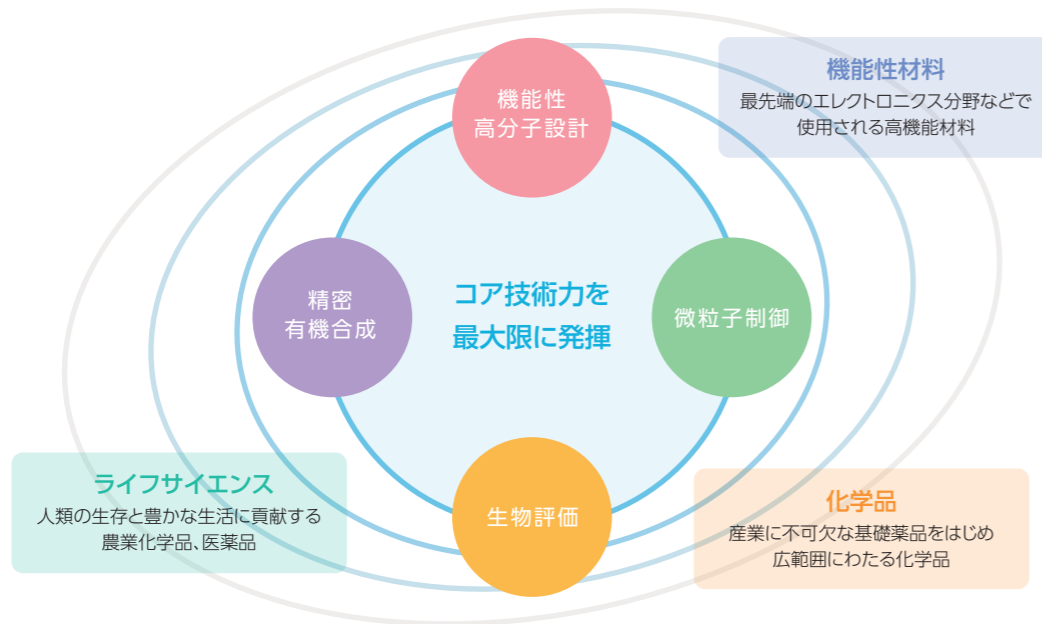 機能性
高分子設計
機能性材料
最先端のエレクトロニクス分野などで
使用される高機能材料
精密
有機合成
コア技術力を
最大限に発揮
微粒子制御
ライフサイエンス
人類の生存と豊かな生活に貢献する
農業化学品、医薬品
生物評価
化学品
産業に不可欠な基礎薬品をはじめ
広範囲にわたる化学品